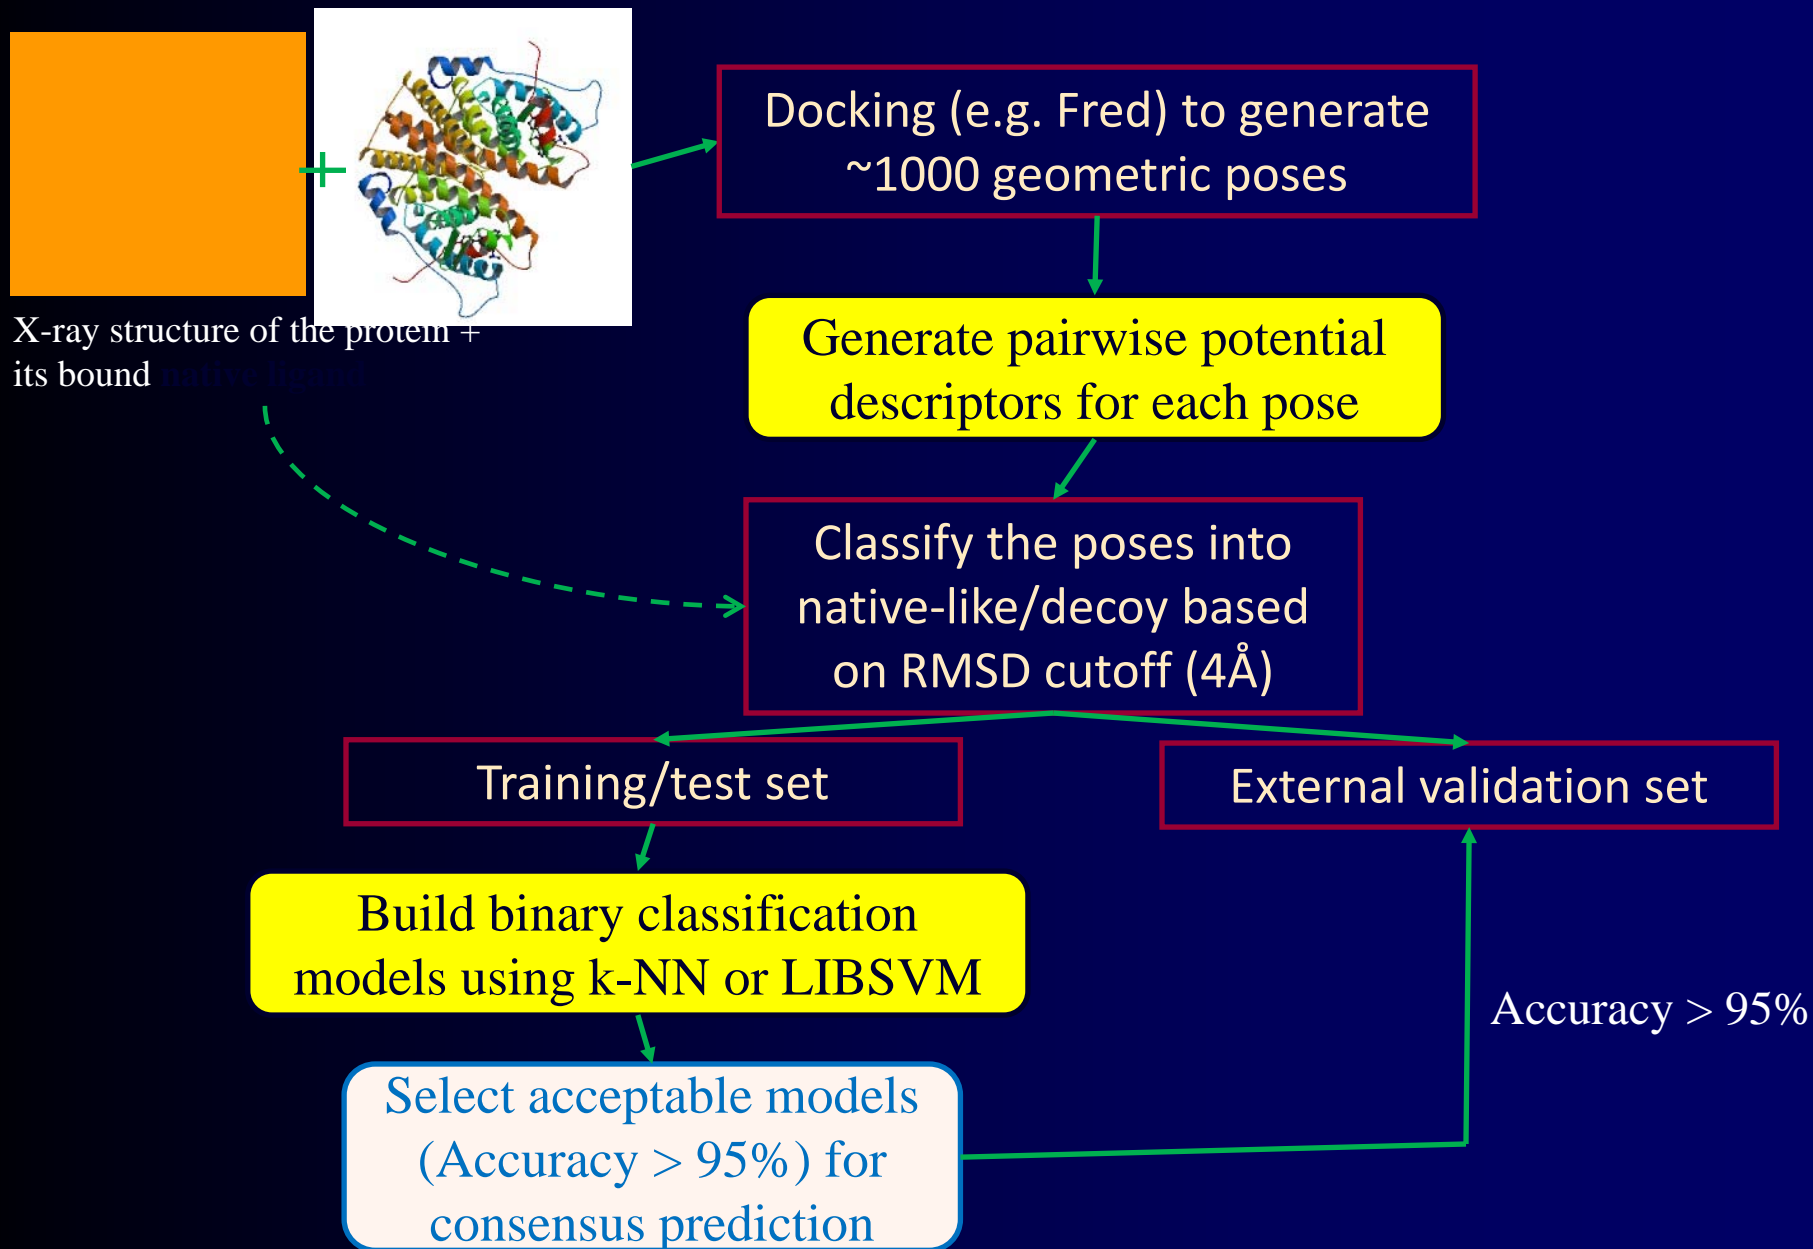 Docking (e.g. Fred) to generate
~1000 geometric poses
X-ray structure of the protein +
its bound native ligand
Generate pairwise potential
descriptors for each pose
Classify the poses into
native-like/decoy based
on RMSD cutoff (4Å)
Training/test set
External validation set
Build binary classification
models using k-NN or LIBSVM
Accuracy > 95%
Select acceptable models
(Accuracy > 95%) for
consensus prediction